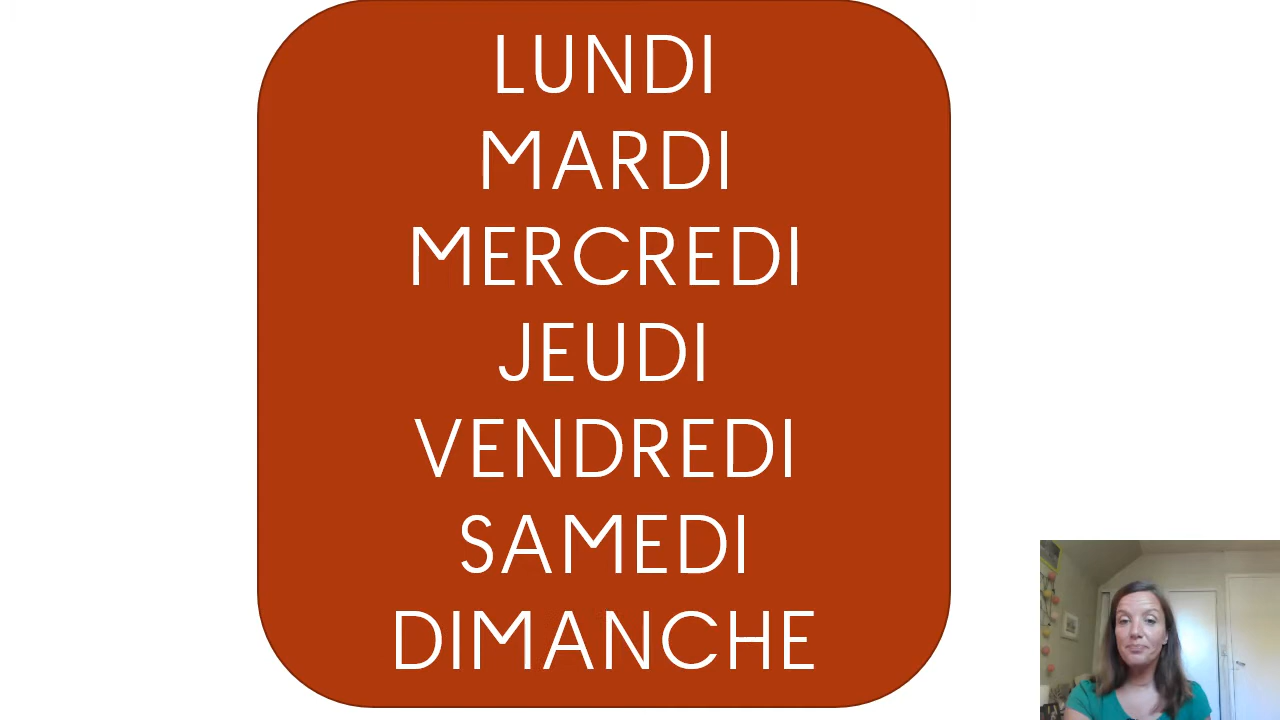 LUNDI
MARDI
MERCREDI
JEUDI
VENDREDI
SAMEDI
DIMANCHE